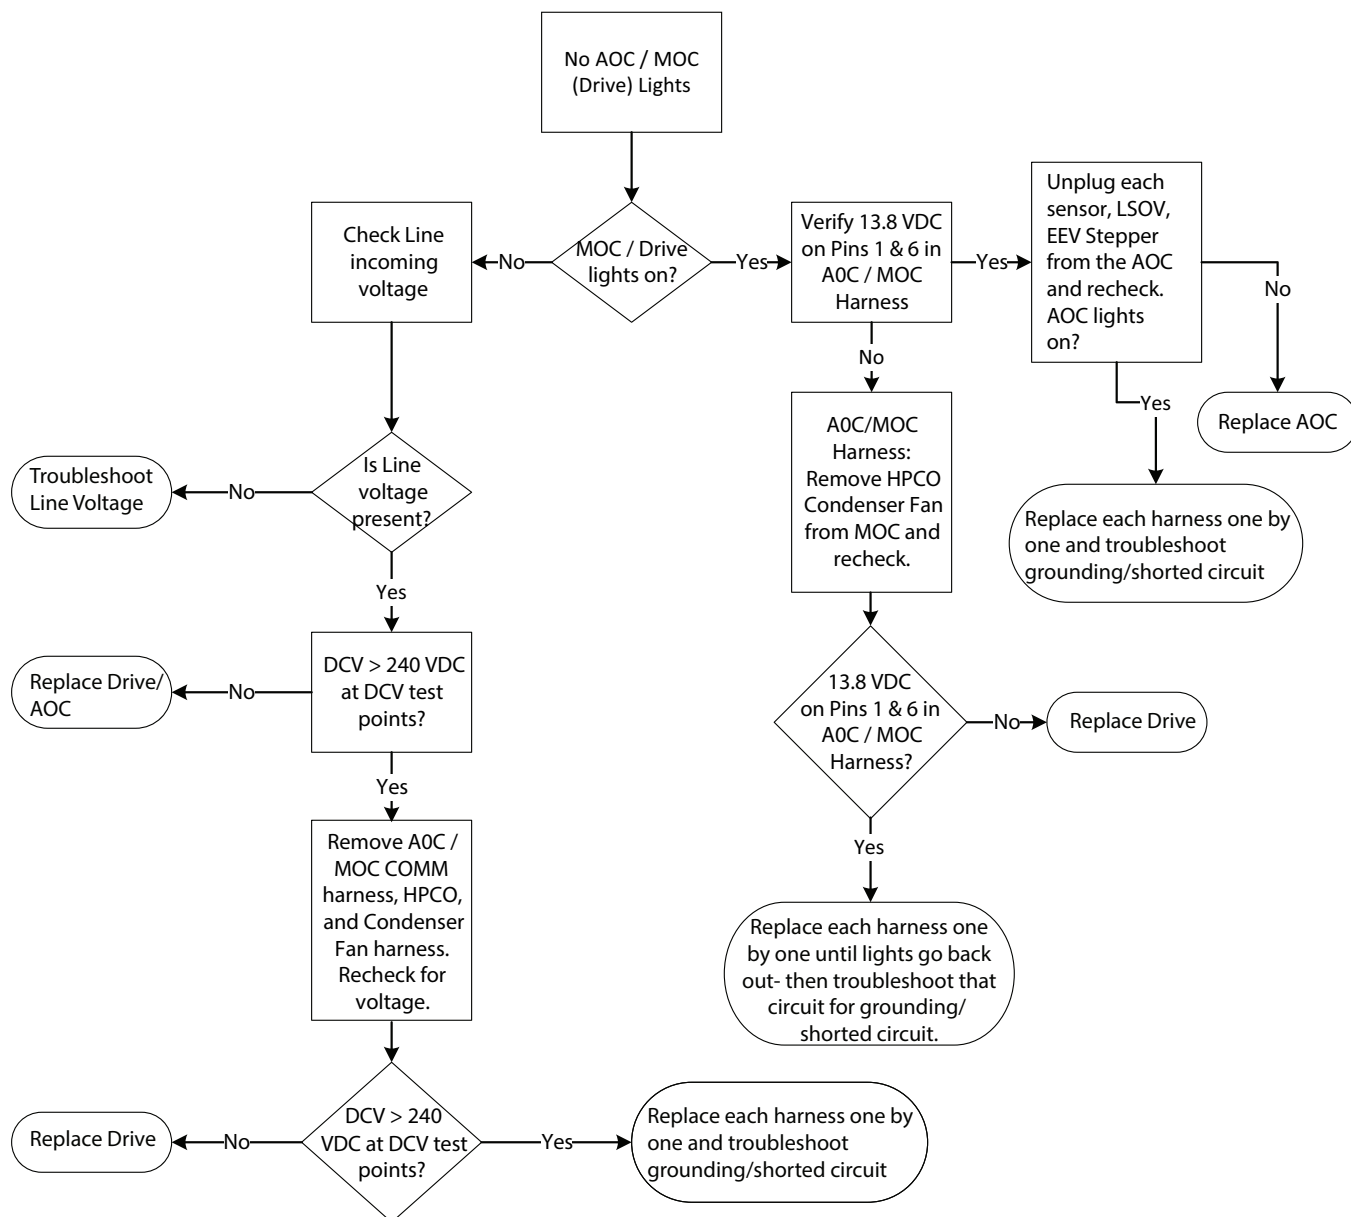 No AOC / MOC
(Drive) Lights
MOC / Drive
lights on?
No
Yes
Check Line
incoming
voltage
Verify 13.8 VDC
on Pins 1 & 6 in
A0C / MOC
Harness
Yes
No
Unplug each
sensor, LSOV,
EEV Stepper
from the AOC
and recheck.
AOC lights
on?
No
Yes
Replace AOC
Replace each harness one by
one and troubleshoot
grounding/shorted circuit
A0C/MOC
Harness:
Remove HPCO
Condenser Fan
from MOC and
recheck.
Is Line
voltage
present?
No
Troubleshoot
Line Voltage
Yes
DCV > 240 VDC
at DCV test
points?
No
Replace Drive/
AOC
Yes
13.8 VDC
on Pins 1 & 6 in
A0C / MOC
Harness?
No
Replace Drive
Yes
Replace each harness one
by one until lights go back
out- then troubleshoot that
circuit for grounding/
shorted circuit.
Remove A0C /
MOC COMM
harness, HPCO,
and Condenser
Fan harness.
Recheck for
voltage.
DCV > 240
VDC at DCV test
points?
No
Replace Drive
Yes
Replace each harness one by
one and troubleshoot
grounding/shorted circuit